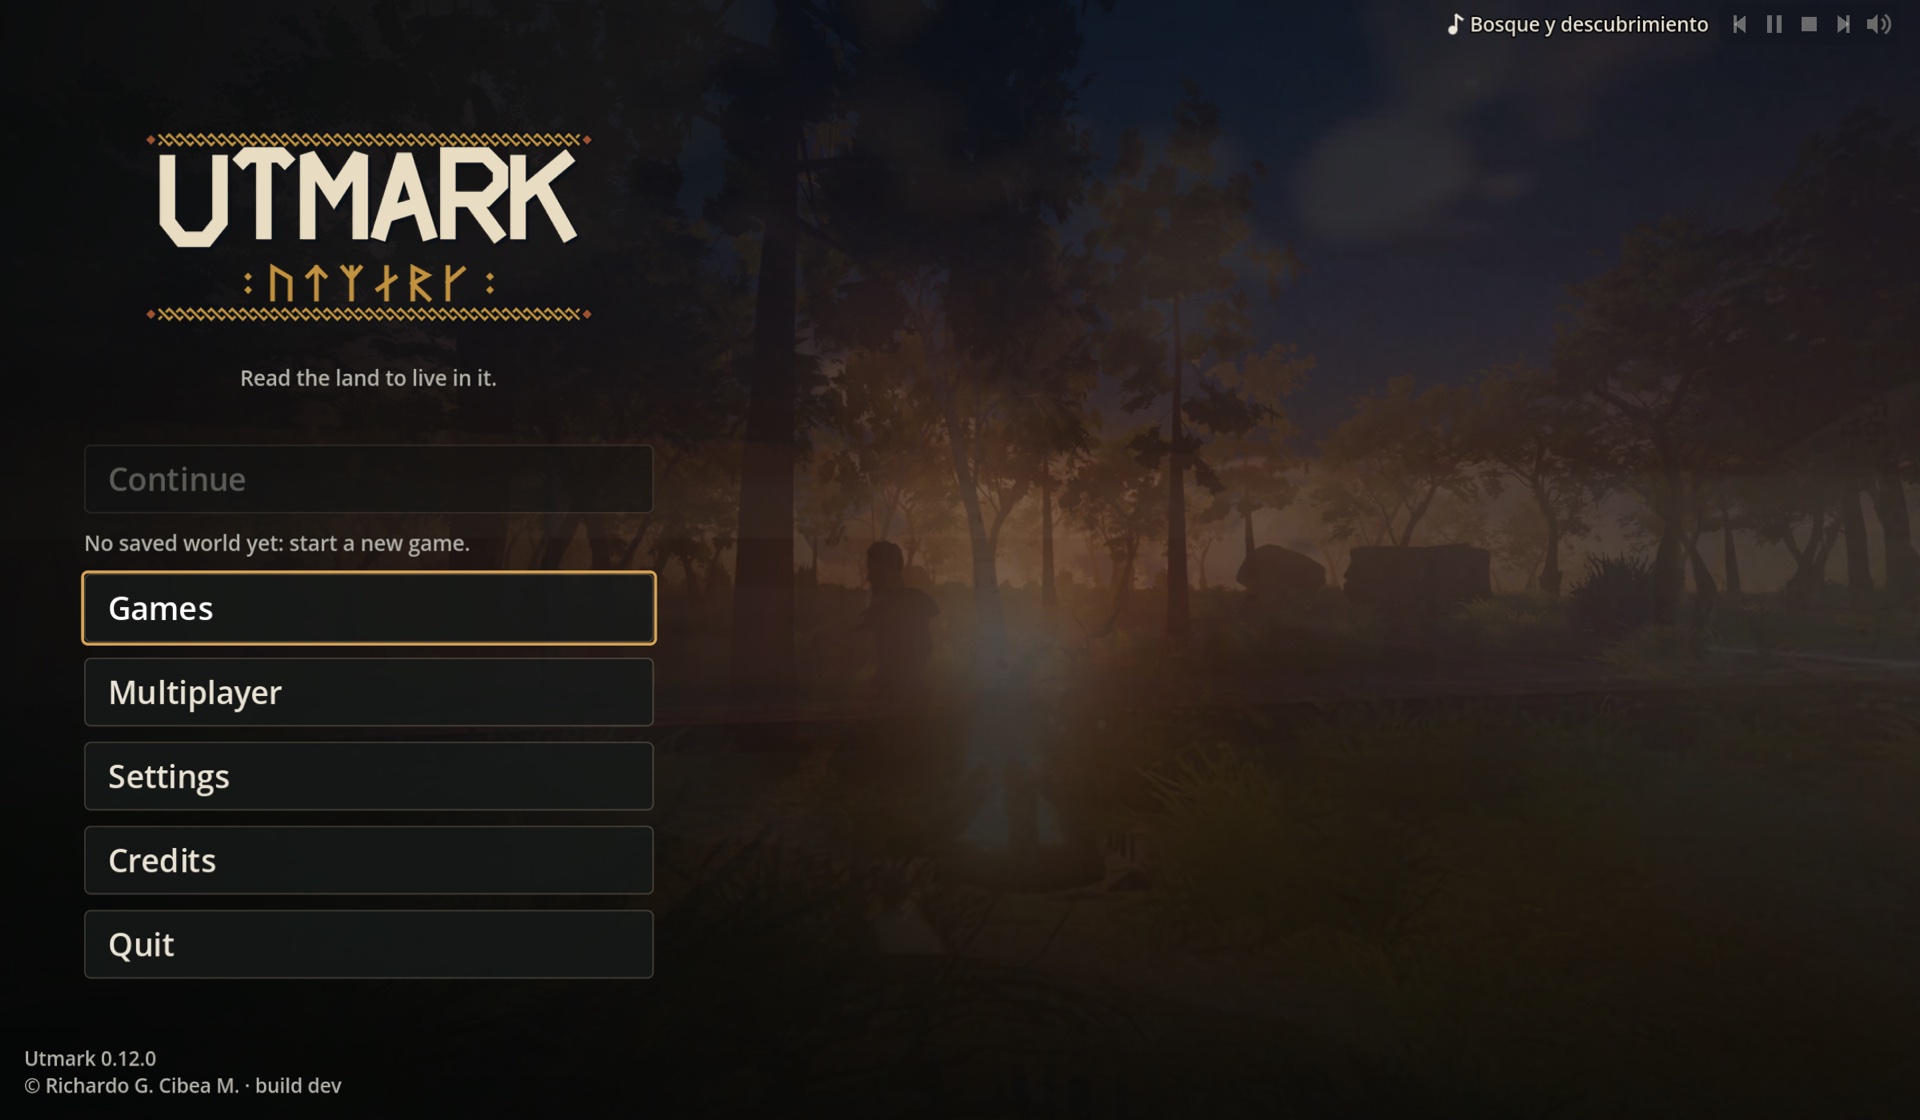 Bosque y descubrimiento
UTMARK
᛬ᚢᛏᛉᛅᚱᚴ᛬
Read the land to live in it.
Continue
No saved world yet: start a new game.
Games
Multiplayer
Settings
Credits
Quit
Utmark 0.12.0
© Richardo G. Cibea M. · build dev